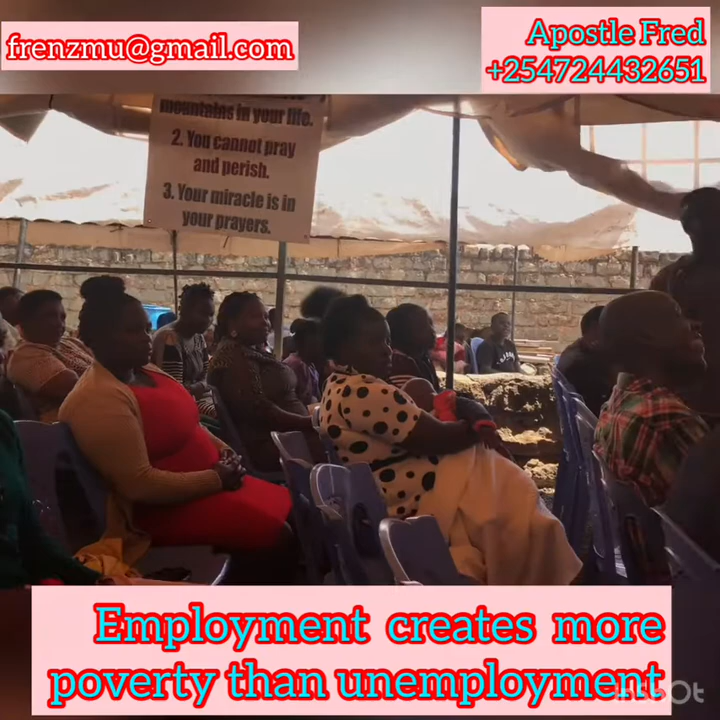 frenzmu@gmail.com
Apostle Fred
+254724432651
mountains in your life.
2. You cannot pray
and perish.
3. Your miracle is in
your prayers.
Employment creates more
poverty than unemployment